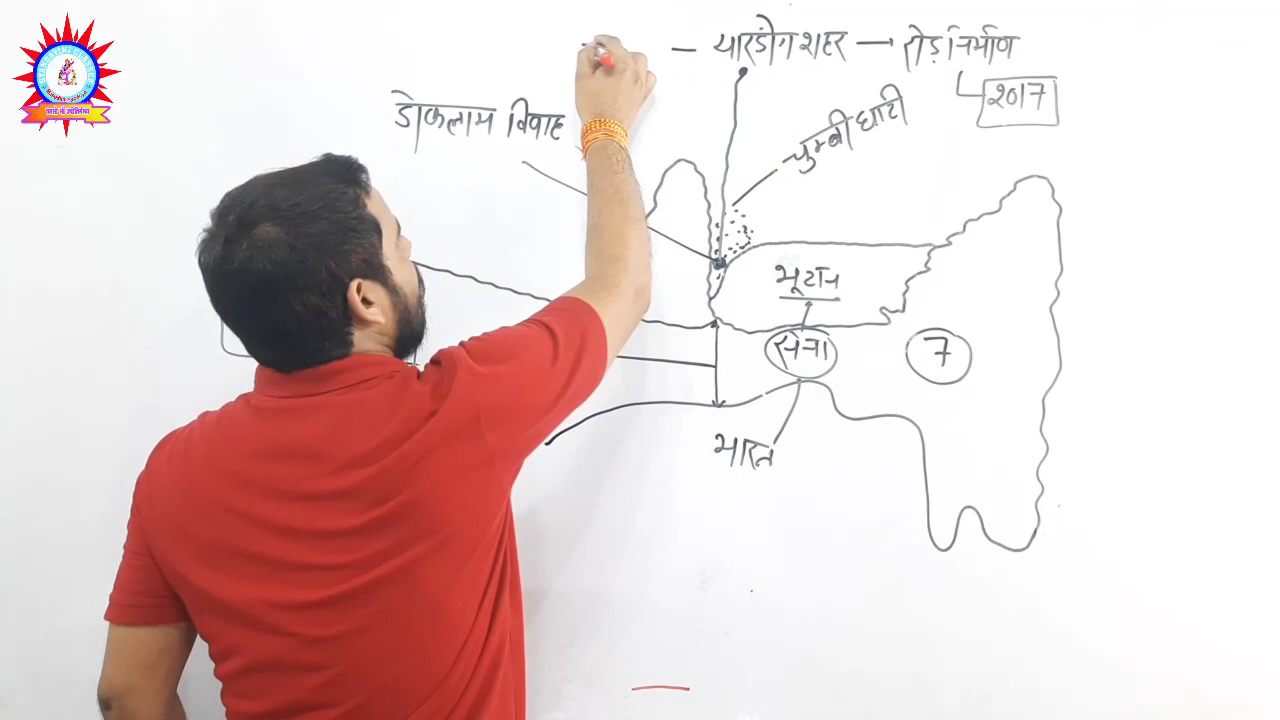 – यारडोंग शहर → रोड़ निर्माण
2017
डोकलाम विवाद
चुम्बी घाटी
भूटान
सेना
7
भारत